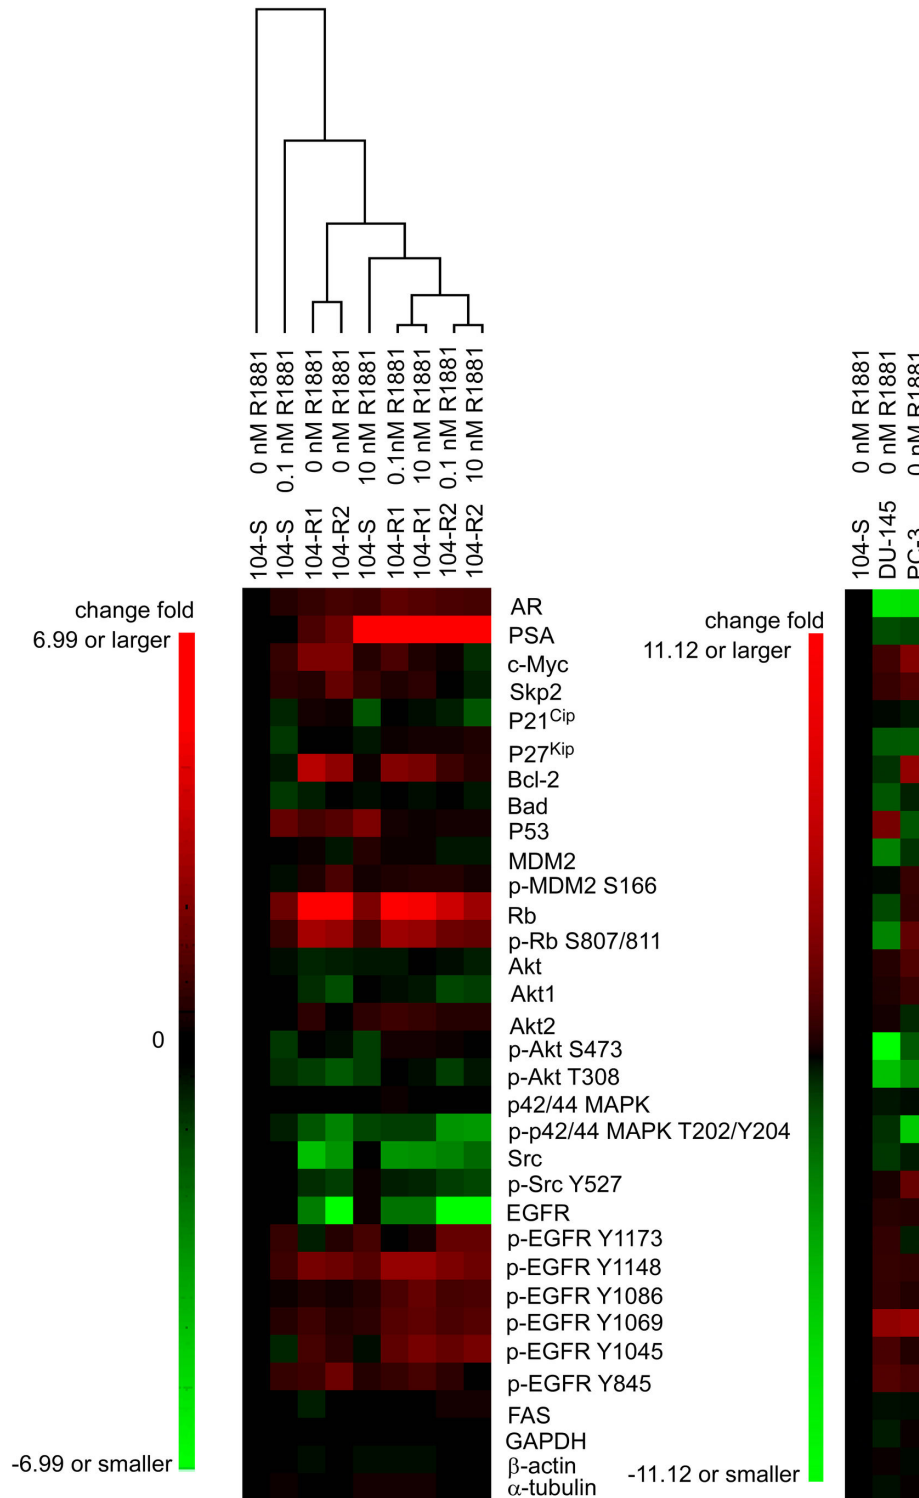 0 nM R1881
0.1 nM R1881
0 nM R1881
0 nM R1881
10 nM R1881
0.1nM R1881
10 nM R1881
0.1 nM R1881
10 nM R1881
104-S
104-S
104-R1
104-R2
104-S
104-R1
104-R1
104-R2
104-R2
0 nM R1881
0 nM R1881
0 nM R1881
104-S
DU-145
PC-3
change fold
6.99 or larger
0
-6.99 or smaller
AR
PSA
c-Myc
Skp2
P21Cip
P27Kip
Bcl-2
Bad
P53
MDM2
p-MDM2 S166
Rb
p-Rb S807/811
Akt
Akt1
Akt2
p-Akt S473
p-Akt T308
p42/44 MAPK
p-p42/44 MAPK T202/Y204
Src
p-Src Y527
EGFR
p-EGFR Y1173
p-EGFR Y1148
p-EGFR Y1086
p-EGFR Y1069
p-EGFR Y1045
p-EGFR Y845
FAS
GAPDH
β-actin
α-tubulin
change fold
11.12 or larger
-11.12 or smaller